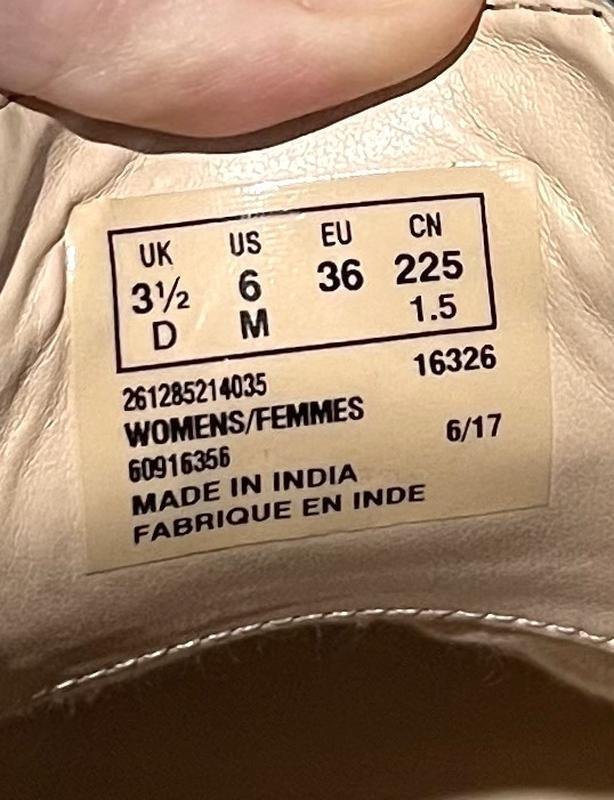 UK US EU CN
3½ 6 36 225
D M 1.5
261285214035 16326
WOMENS/FEMMES
60916356 6/17
MADE IN INDIA
FABRIQUE EN INDE